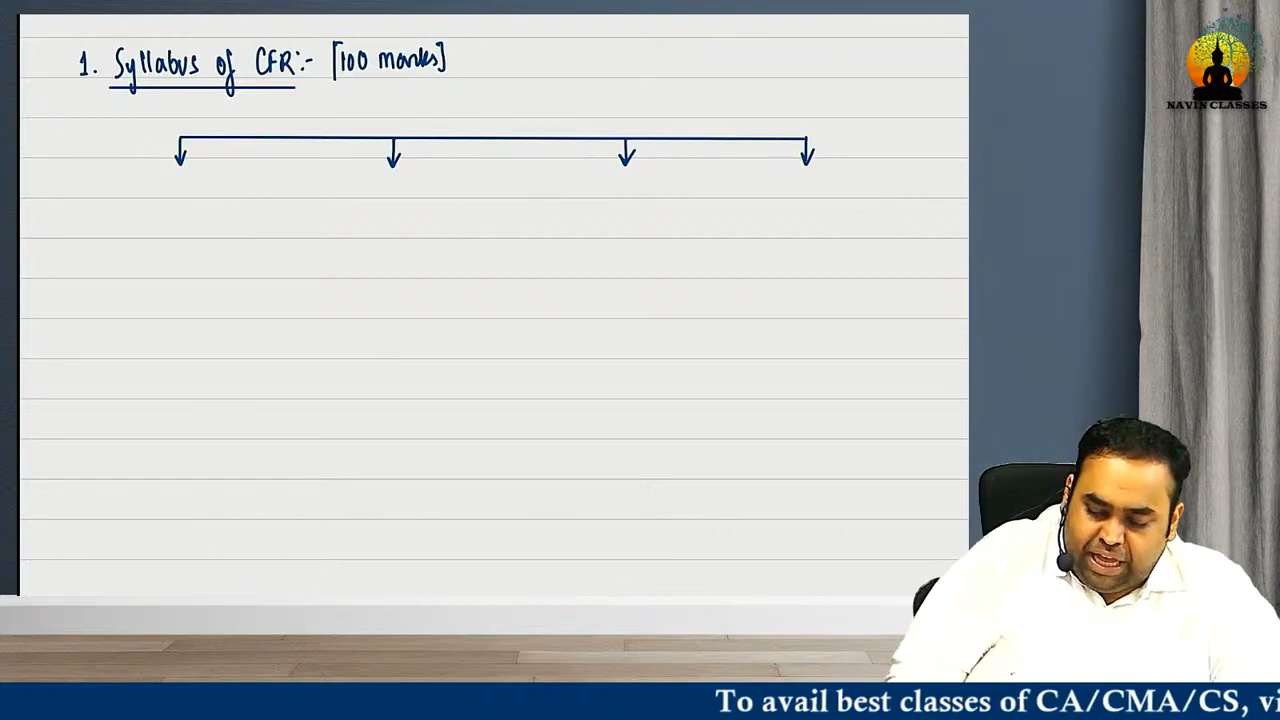 1. Syllabus of CFR:- [100 marks]
NAVIN CLASSES
To avail best classes of CA/CMA/CS, vi